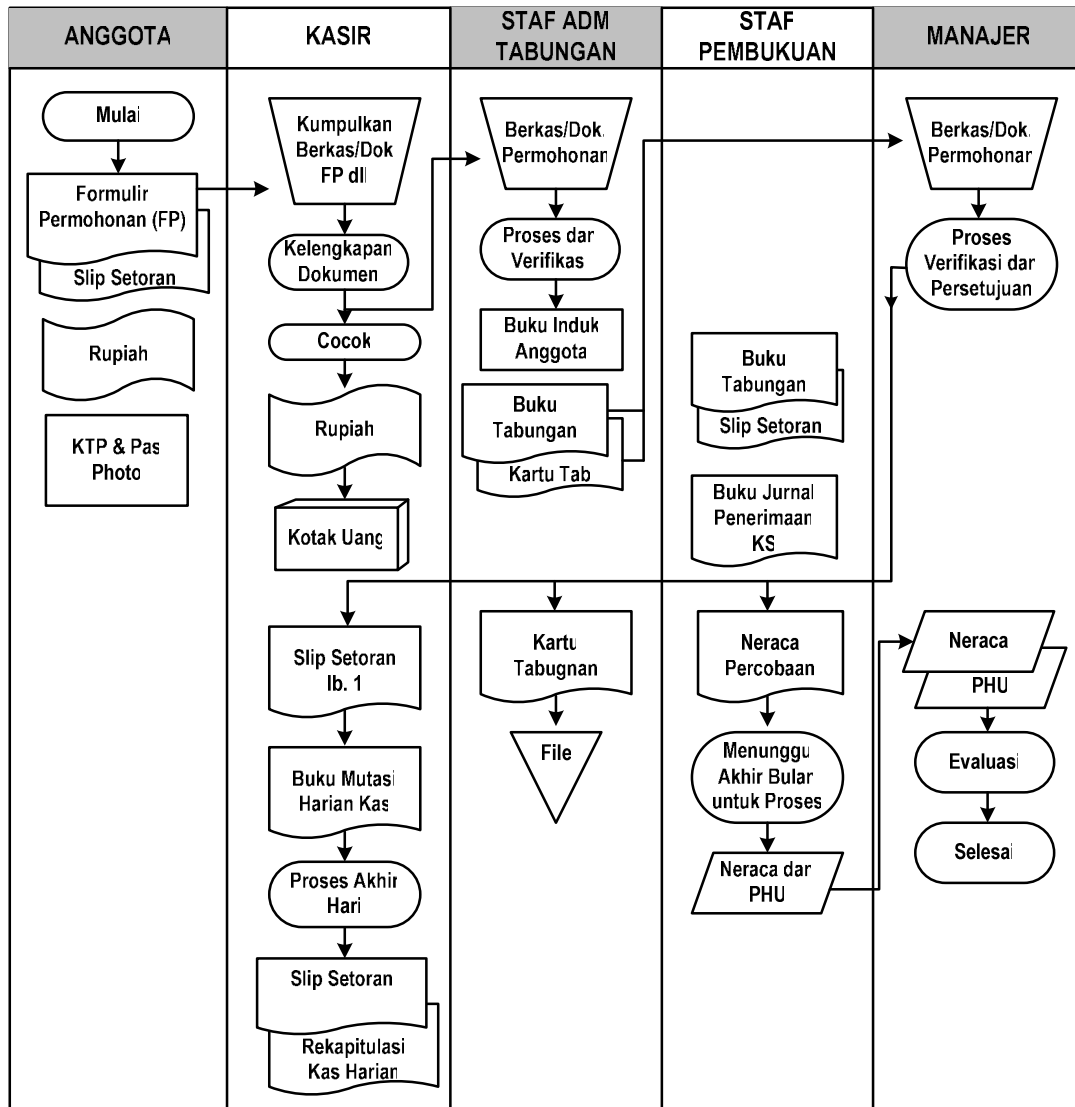 ANGGOTA
KASIR
STAF ADM
TABUNGAN
STAF
PEMBUKUAN
MANAJER
Mulai
Formulir
Permohonan (FP)
Slip Setoran
Rupiah
KTP & Pas
Photo
Kumpulkan
Berkas/Dok
FP dll
Kelengkapan
Dokumen
Cocok
Rupiah
Kotak Uang
Slip Setoran
lb. 1
Buku Mutasi
Harian Kas
Proses Akhir
Hari
Slip Setoran
Rekapitulasi
Kas Harian
Berkas/Dok.
Permohonan
Proses dan
Verifikas
Buku Induk
Anggota
Buku
Tabungan
Kartu Tab
Kartu
Tabugnan
File
Buku
Tabungan
Slip Setoran
Buku Jurnal
Penerimaan
KS
Neraca
Percobaan
Menunggu
Akhir Bulan
untuk Proses
Neraca dan
PHU
Berkas/Dok.
Permohonan
Proses
Verifikasi dan
Persetujuan
Neraca
PHU
Evaluasi
Selesai